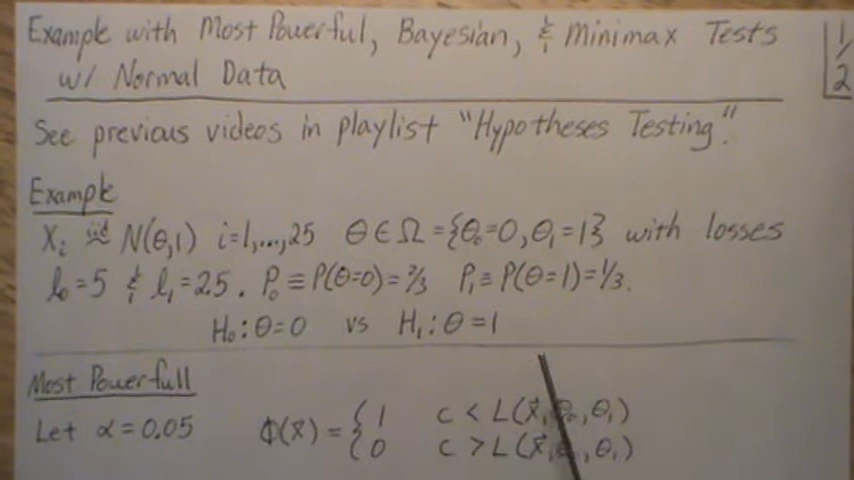 Example with Most Powerful, Bayesian, & Minimax Tests
w/ Normal Data
1/2
See previous videos in playlist "Hypotheses Testing."
Example
Xᵢ iid~ N(θ,1) i=1,...,25 θ∈Ω={θ₀=0,θ₁=1} with losses
l₀=5 & l₁=2.5. P₀≡P(θ=0)=2/3 P₁≡P(θ=1)=1/3.
H₀:θ=0 vs H₁:θ=1
Most Powerfull
Let α=0.05 ϕ(x⃗)={1 c<L(x⃗,θ₀,θ₁)
0 c>L(x⃗,θ₀,θ₁)